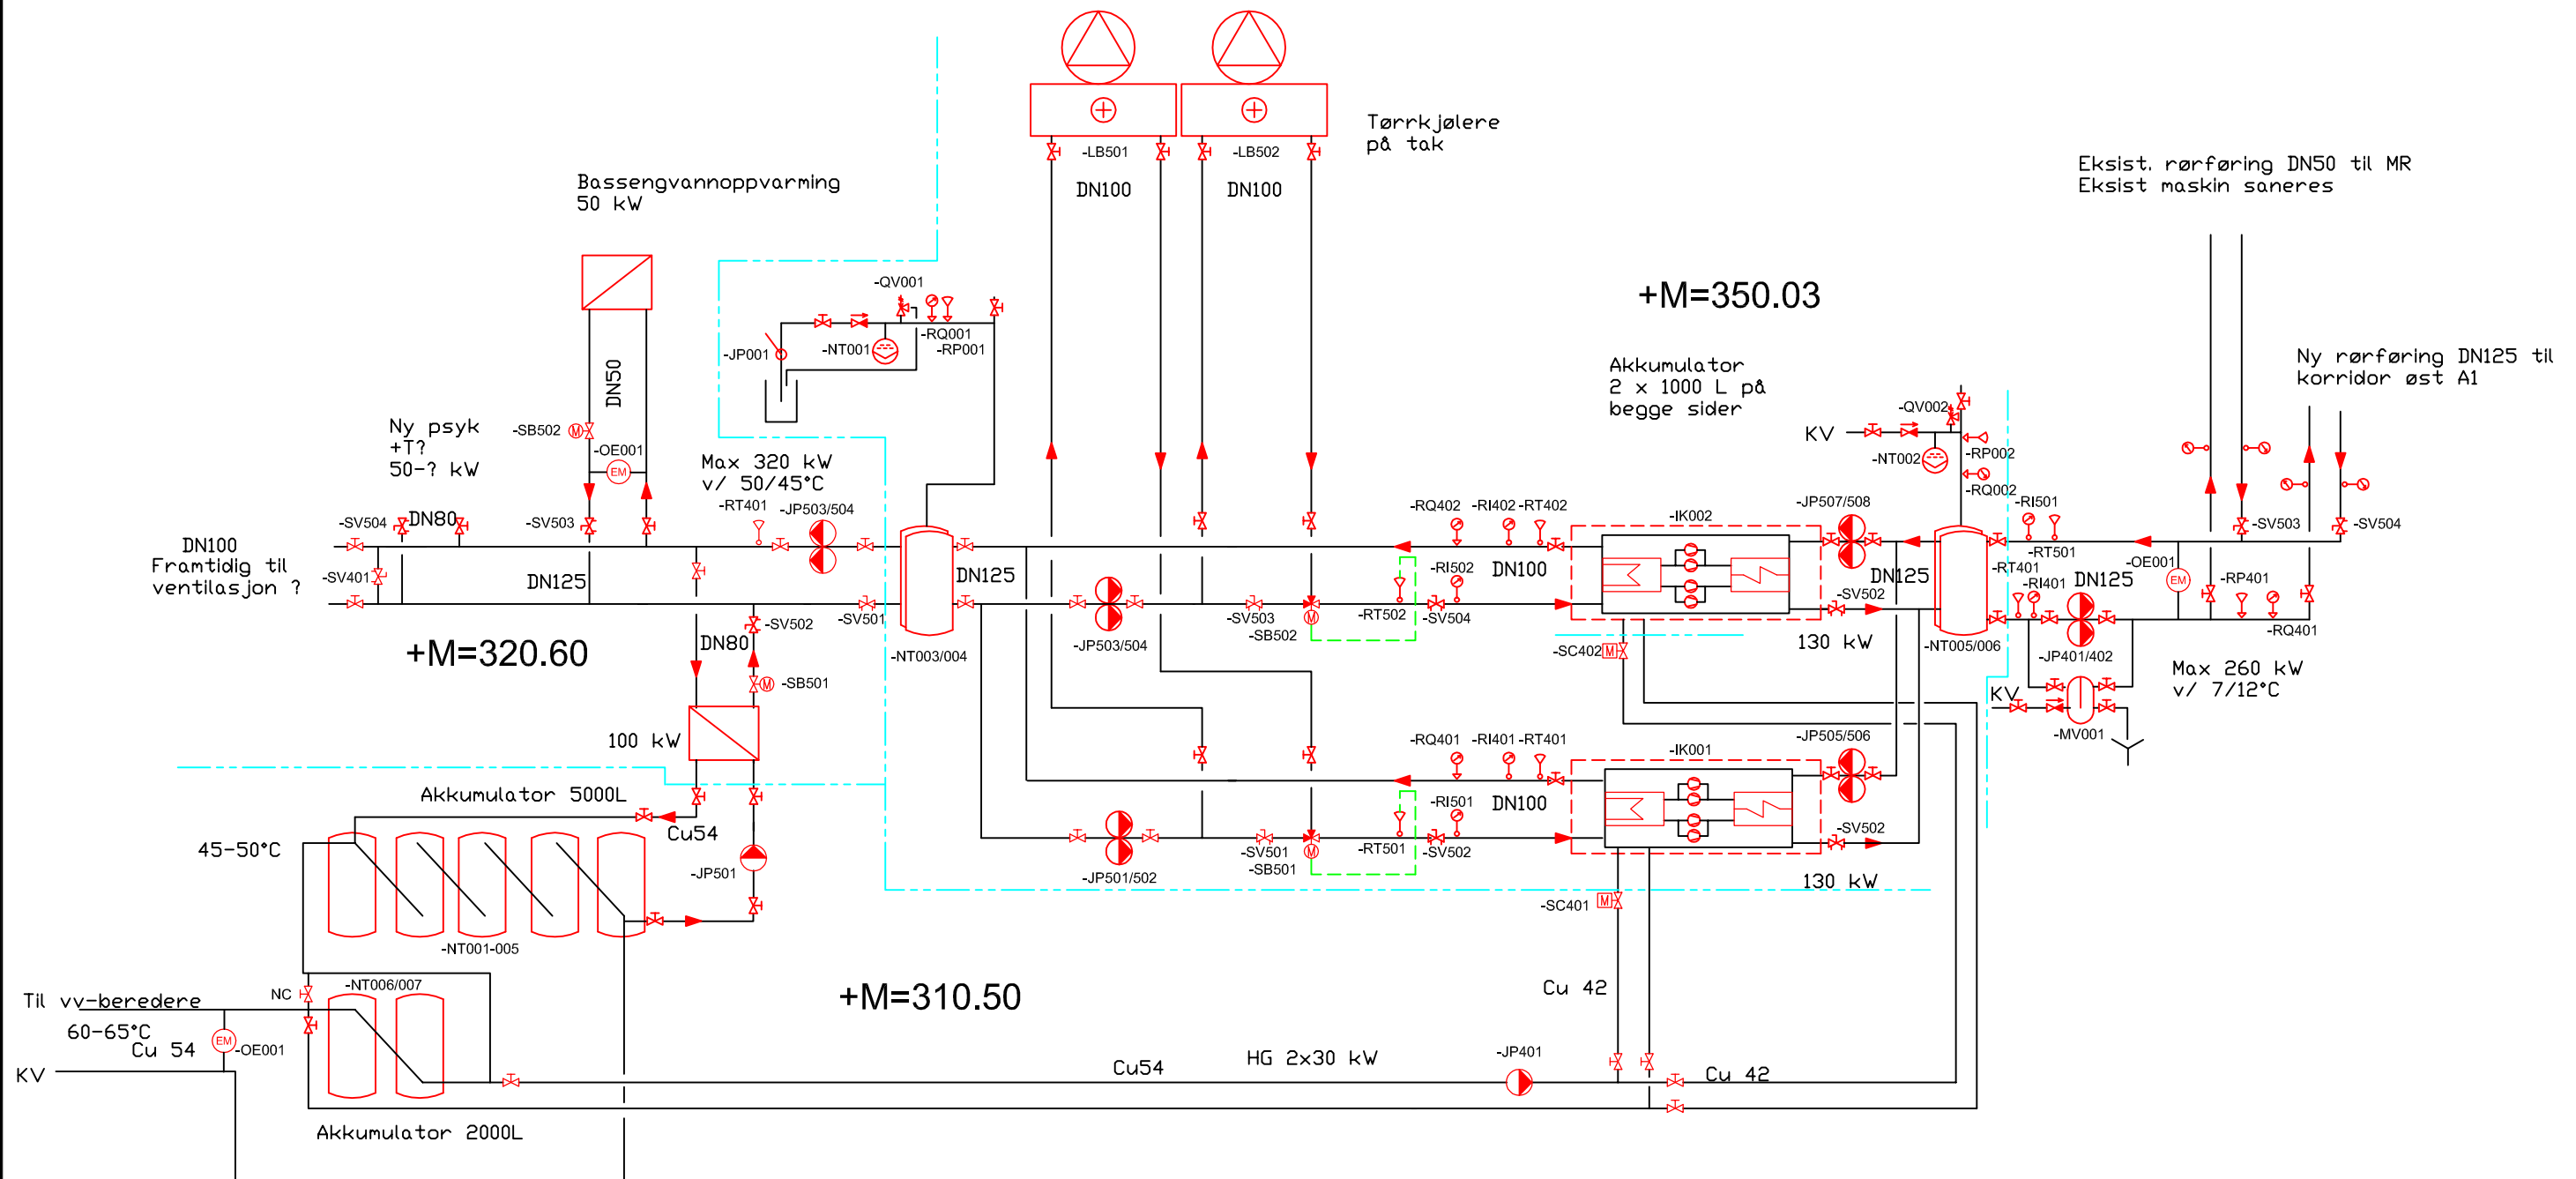 Tørrkjølere
på tak
-LB501
-LB502
DN100
DN100
Eksist. rørføring DN50 til MR
Eksist maskin saneres
Bassengvannoppvarming
50 kW
-QV001
-RQ001
-RP001
-JP001
-NT001
+M=350.03
Ny rørføring DN125 til
korridor øst A1
Akkumulator
2 x 1000 L på
begge sider
DN50
-QV002
KV
-NT002
-RP002
-RQ002
Ny psyk
+T?
50-? kW
-SB502
M
-OE001
EM
Max 320 kW
v/ 50/45°C
-RT401
-JP503/504
-SV504
DN80
-SV503
-RQ402
-RI402
-RT402
-IK002
-JP507/508
-RI501
-SV503
-SV504
DN100
Framtidig til
ventilasjon ?
-SV401
DN125
DN125
-RI502
DN100
DN125
-RT501
-RT401
-RI401
DN125
-OE001
EM
-RP401
-SV501
-SV502
-JP503/504
-SV503
-SB502
M
-RT502
-SV504
-SV502
130 kW
-NT003/004
-NT005/006
-JP401/402
-RQ401
+M=320.60
DN80
-SC402
M
Max 260 kW
v/ 7/12°C
M
-SB501
KV
-MV001
100 kW
-RQ401
-RI401
-RT401
-IK001
-JP505/506
Akkumulator 5000L
Cu54
-RI501
DN100
45-50°C
-JP501
-JP501/502
-SV501
-SB501
M
-RT501
-SV502
-SV502
130 kW
-SC401
M
-NT001-005
Til vv-beredere
NC
-NT006/007
+M=310.50
Cu 42
60-65°C
Cu 54
EM
-OE001
KV
Cu54
HG 2x30 kW
-JP401
Cu 42
Akkumulator 2000L